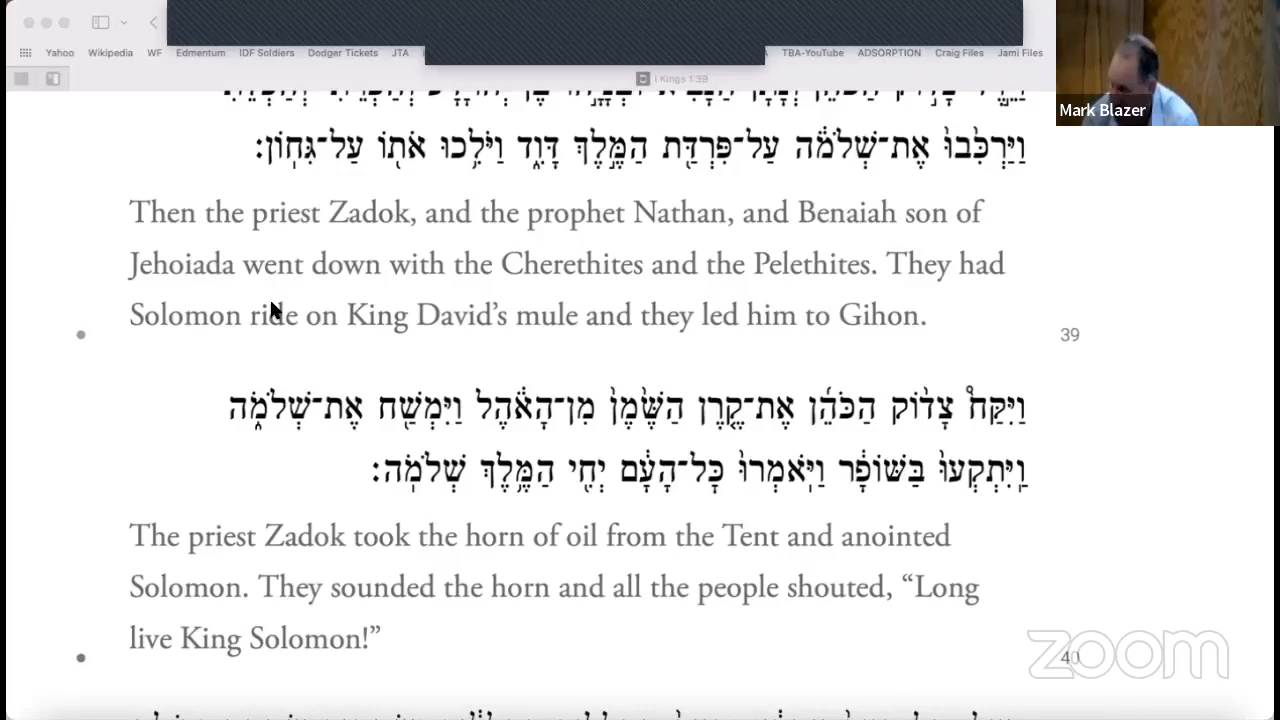 Yahoo Wikipedia WF Edmentum IDF Soldiers Dodger Tickets JTA TBA-YouTube ADSORPTION Craig Files Jami Files
I Kings 1:39
Mark Blazer
וַיַּרְכִּ֙בוּ֙ אֶת־שְׁלֹמֹ֔ה עַל־פִּרְדַּ֖ת הַמֶּ֣לֶךְ דָּוִ֑ד וַיֹּלִ֥כוּ אֹת֖וֹ עַל־גִּחֽוֹן׃
Then the priest Zadok, and the prophet Nathan, and Benaiah son of
Jehoiada went down with the Cherethites and the Pelethites. They had
Solomon ride on King David’s mule and they led him to Gihon.
39
וַיִּקַּח֩ צָד֨וֹק הַכֹּהֵ֜ן אֶת־קֶ֤רֶן הַשֶּׁ֙מֶן֙ מִן־הָאֹ֔הֶל וַיִּמְשַׁ֖ח אֶת־שְׁלֹמֹ֑ה
וַֽיִּתְקְעוּ֙ בַּשּׁוֹפָ֔ר וַיֹּֽאמְרוּ֙ כׇּל־הָעָ֔ם יְחִ֖י הַמֶּ֥לֶךְ שְׁלֹמֹֽה׃
The priest Zadok took the horn of oil from the Tent and anointed
Solomon. They sounded the horn and all the people shouted, “Long
live King Solomon!”
40
zoom